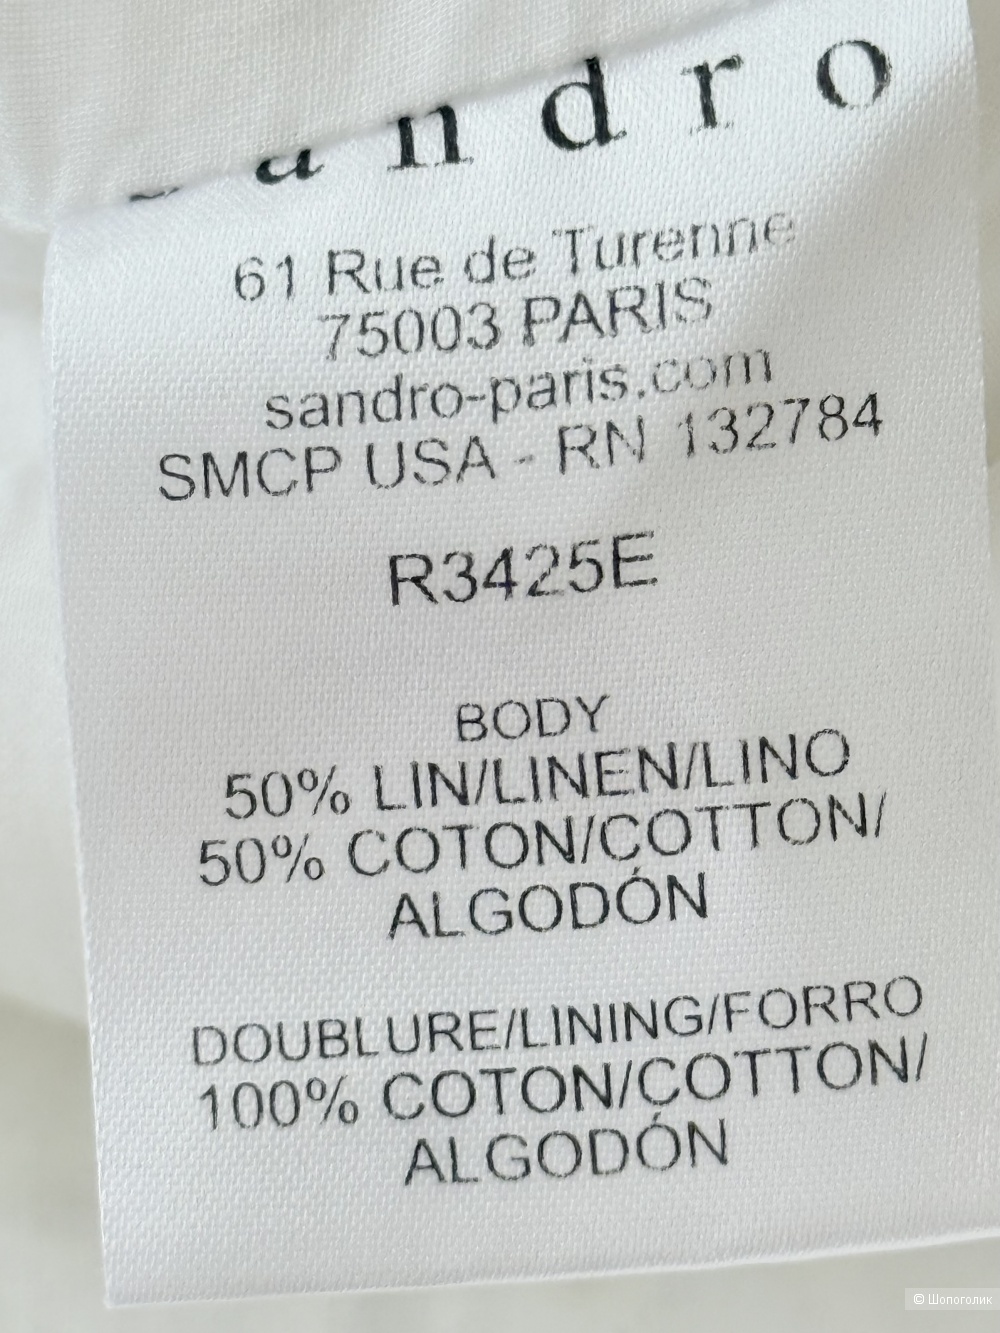 sandro
61 Rue de Turenne
75003 PARIS
sandro-paris.com
SMCP USA - RN 132784
R3425E
BODY
50% LIN/LINEN/LINO
50% COTON/COTTON/
ALGODÓN
DOUBLURE/LINING/FORRO
100% COTON/COTTON/
ALGODÓN
© Шопоголик